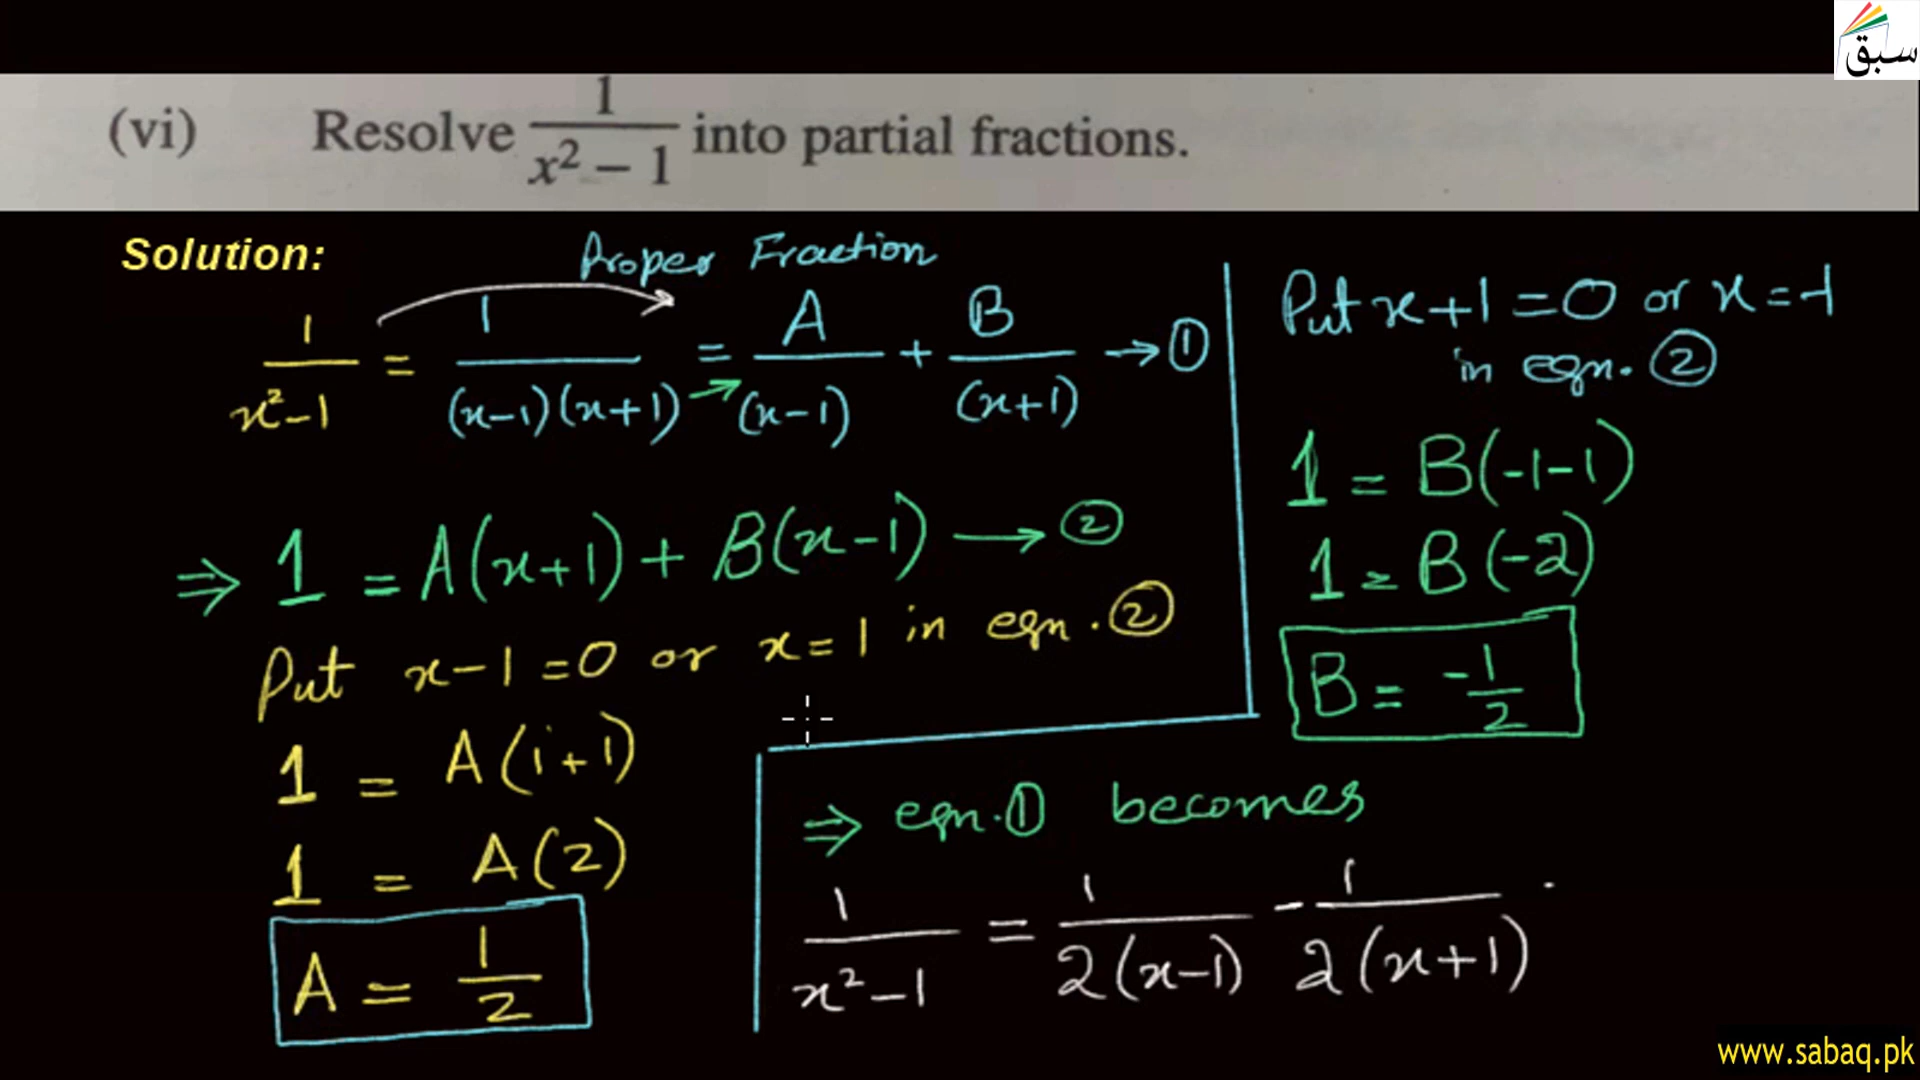 سبق
(vi) Resolve 1/(x² – 1) into partial fractions.
Solution:
Proper Fraction
1/(x²-1) = 1/((x-1)(x+1)) = A/(x-1) + B/(x+1) → ①
⇒ 1 = A(x+1) + B(x-1) → ②
Put x-1=0 or x=1 in eqn. ②
1 = A(1+1)
1 = A(2)
A = 1/2
Put x+1=0 or x=-1
in eqn. ②
1 = B(-1-1)
1 = B(-2)
B = -1/2
⇒ eqn.① becomes
1/(x²-1) = 1/(2(x-1)) - 1/(2(x+1)) .
www.sabaq.pk